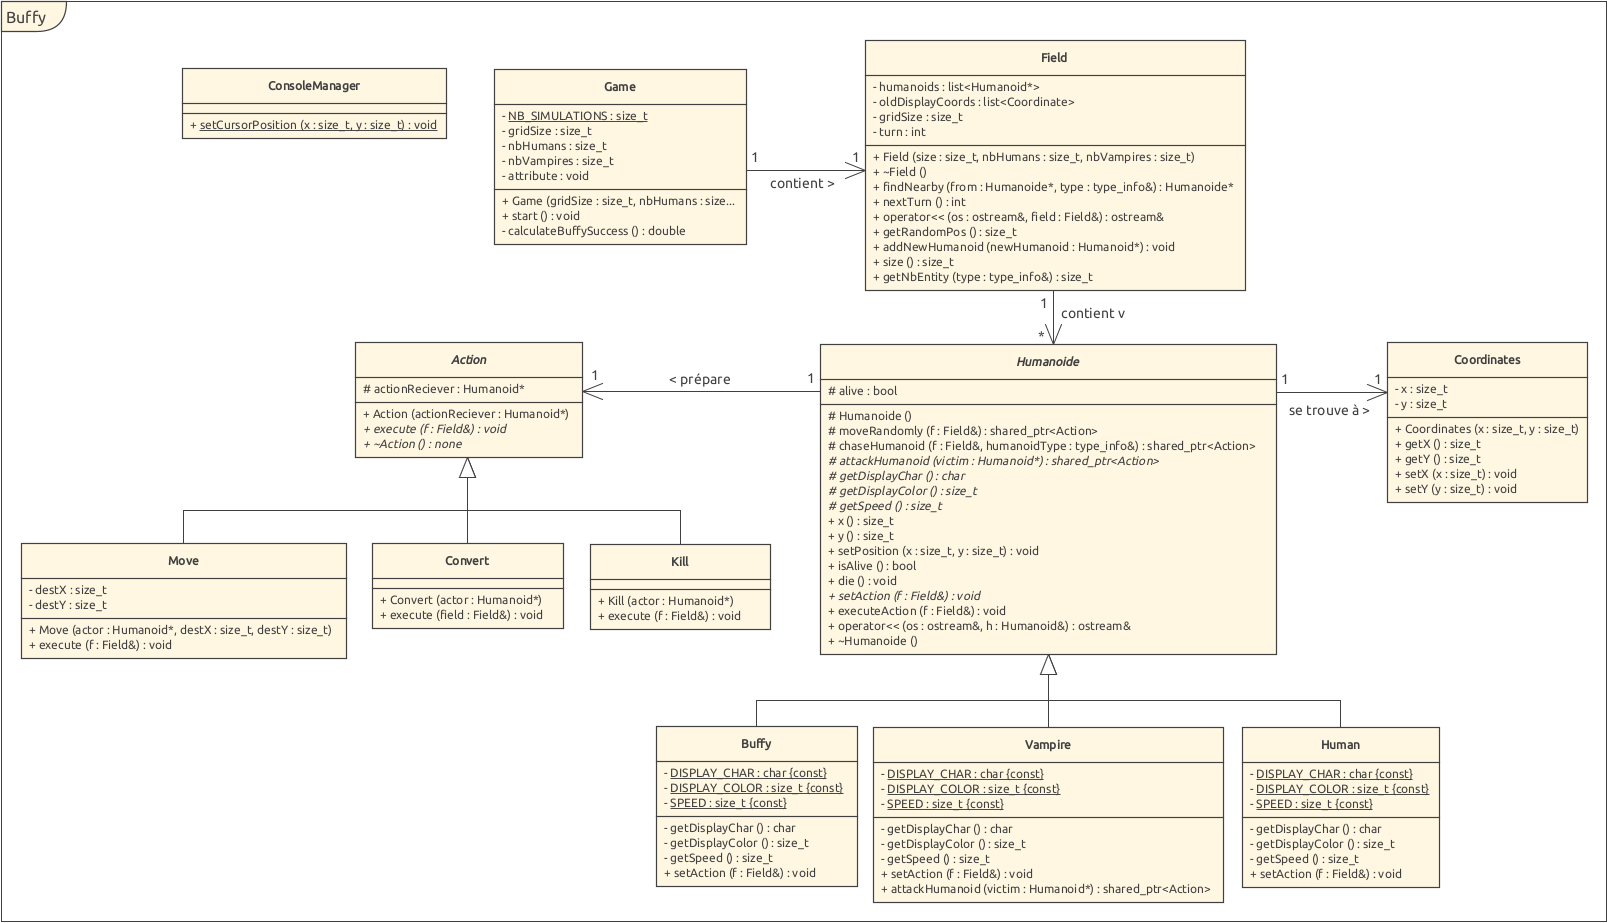 Buffy
ConsoleManager
+ setCursorPosition (x : size_t, y : size_t) : void
Game
- NB_SIMULATIONS : size_t
- gridSize : size_t
- nbHumans : size_t
- nbVampires : size_t
- attribute : void
+ Game (gridSize : size_t, nbHumans : size...
+ start () : void
- calculateBuffySuccess () : double
1
1
contient >
Field
- humanoids : list<Humanoid*>
- oldDisplayCoords : list<Coordinate>
- gridSize : size_t
- turn : int
+ Field (size : size_t, nbHumans : size_t, nbVampires : size_t)
+ ~Field ()
+ findNearby (from : Humanoide*, type : type_info&) : Humanoide*
+ nextTurn () : int
+ operator<< (os : ostream&, field : Field&) : ostream&
+ getRandomPos () : size_t
+ addNewHumanoid (newHumanoid : Humanoid*) : void
+ size () : size_t
+ getNbEntity (type : type_info&) : size_t
1
contient v
*
Action
# actionReciever : Humanoid*
+ Action (actionReciever : Humanoid*)
+ execute (f : Field&) : void
+ ~Action () : none
1
< prépare
1
Humanoide
# alive : bool
# Humanoide ()
# moveRandomly (f : Field&) : shared_ptr<Action>
# chaseHumanoid (f : Field&, humanoidType : type_info&) : shared_ptr<Action>
# attackHumanoid (victim : Humanoid*) : shared_ptr<Action>
# getDisplayChar () : char
# getDisplayColor () : size_t
# getSpeed () : size_t
+ x () : size_t
+ y () : size_t
+ setPosition (x : size_t, y : size_t) : void
+ isAlive () : bool
+ die () : void
+ setAction (f : Field&) : void
+ executeAction (f : Field&) : void
+ operator<< (os : ostream&, h : Humanoid&) : ostream&
+ ~Humanoide ()
1
1
se trouve à >
Coordinates
- x : size_t
- y : size_t
+ Coordinates (x : size_t, y : size_t)
+ getX () : size_t
+ getY () : size_t
+ setX (x : size_t) : void
+ setY (y : size_t) : void
Move
- destX : size_t
- destY : size_t
+ Move (actor : Humanoid*, destX : size_t, destY : size_t)
+ execute (f : Field&) : void
Convert
+ Convert (actor : Humanoid*)
+ execute (field : Field&) : void
Kill
+ Kill (actor : Humanoid*)
+ execute (f : Field&) : void
Buffy
- DISPLAY_CHAR : char {const}
- DISPLAY_COLOR : size_t {const}
- SPEED : size_t {const}
- getDisplayChar () : char
- getDisplayColor () : size_t
- getSpeed () : size_t
+ setAction (f : Field&) : void
Vampire
- DISPLAY_CHAR : char {const}
- DISPLAY_COLOR : size_t {const}
- SPEED : size_t {const}
- getDisplayChar () : char
- getDisplayColor () : size_t
- getSpeed () : size_t
+ setAction (f : Field&) : void
+ attackHumanoid (victim : Humanoid*) : shared_ptr<Action>
Human
- DISPLAY_CHAR : char {const}
- DISPLAY_COLOR : size_t {const}
- SPEED : size_t {const}
- getDisplayChar () : char
- getDisplayColor () : size_t
- getSpeed () : size_t
+ setAction (f : Field&) : void